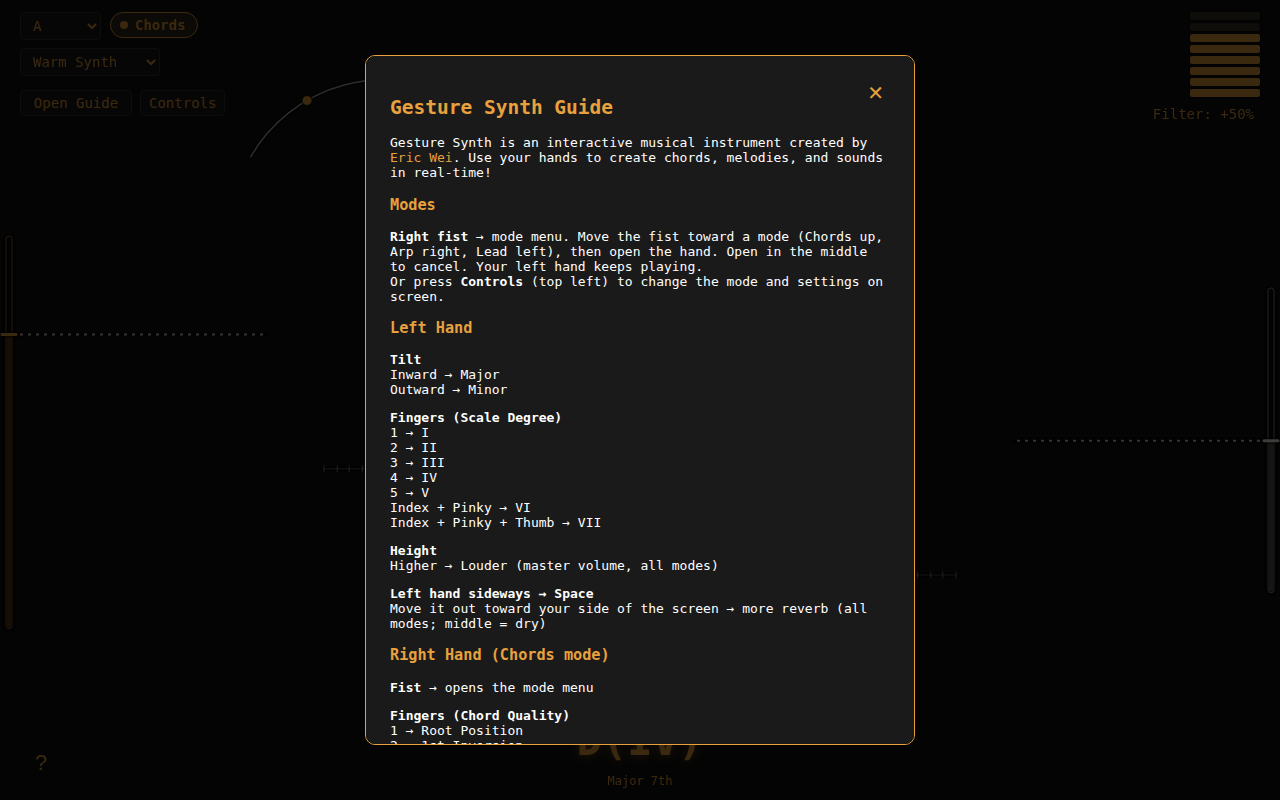 A
Chords
Warm Synth
Open Guide
Controls
Filter: +50%
×
Gesture Synth Guide
Gesture Synth is an interactive musical instrument created by
Eric Wei. Use your hands to create chords, melodies, and sounds
in real-time!
Modes
Right fist → mode menu. Move the fist toward a mode (Chords up,
Arp right, Lead left), then open the hand. Open in the middle
to cancel. Your left hand keeps playing.
Or press Controls (top left) to change the mode and settings on
screen.
Left Hand
Tilt
Inward → Major
Outward → Minor
Fingers (Scale Degree)
1 → I
2 → II
3 → III
4 → IV
5 → V
Index + Pinky → VI
Index + Pinky + Thumb → VII
Height
Higher → Louder (master volume, all modes)
Left hand sideways → Space
Move it out toward your side of the screen → more reverb (all
modes; middle = dry)
Right Hand (Chords mode)
Fist → opens the mode menu
Fingers (Chord Quality)
1 → Root Position
2 → 1st Inversion
D(IV)
Major 7th
?